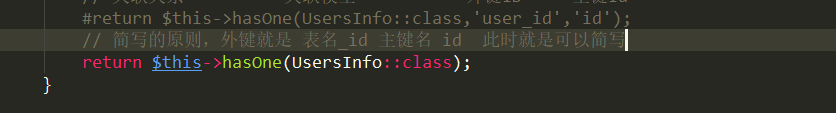 #return $this->hasOne(UsersInfo::class,'user_id','id');
// 简写的原则，外键就是 表名_id 主键名 id  此时就是可以简写
return $this->hasOne(UsersInfo::class);
}